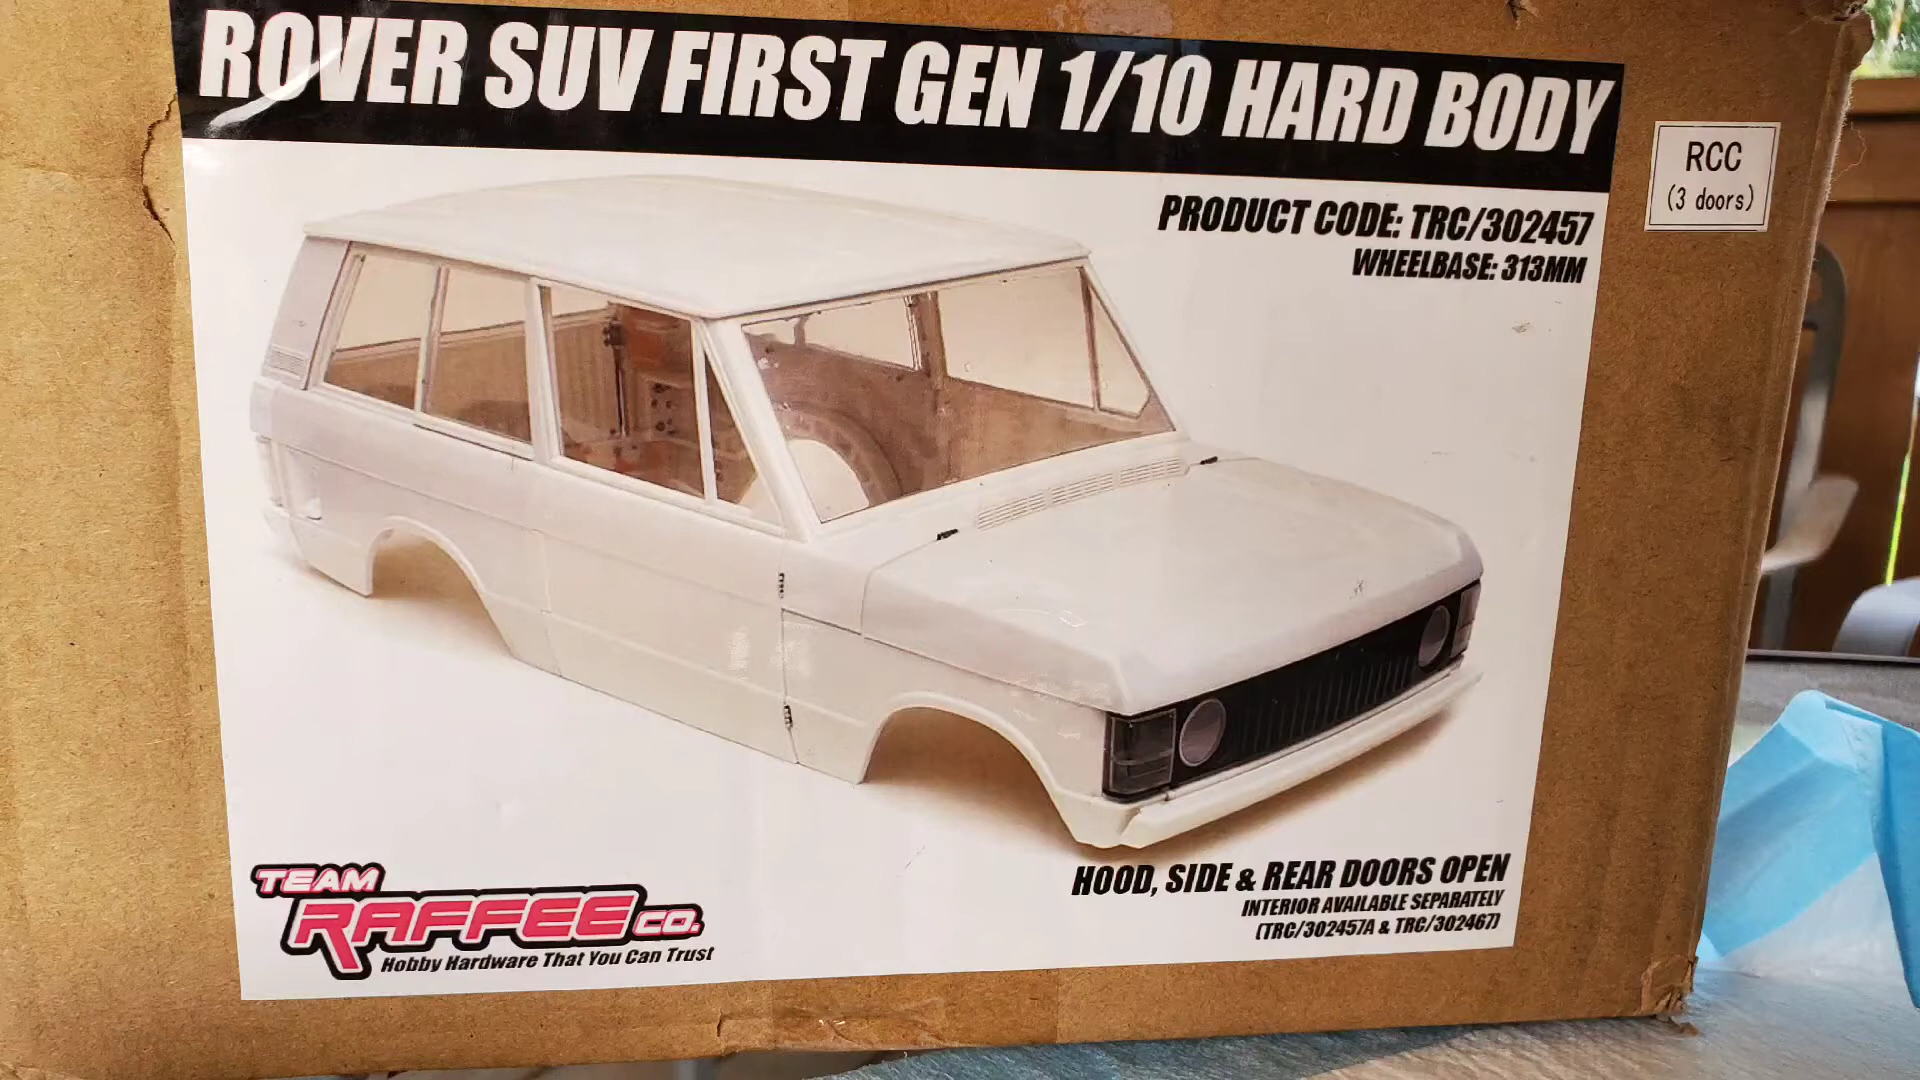 ROVER SUV FIRST GEN 1/10 HARD BODY
RCC
(3 doors)
PRODUCT CODE: TRC/302457
WHEELBASE: 313MM
HOOD, SIDE & REAR DOORS OPEN
INTERIOR AVAILABLE SEPARATELY
(TRC/302457A & TRC/302467)
TEAM
RAFFEE CO.
Hobby Hardware That You Can Trust